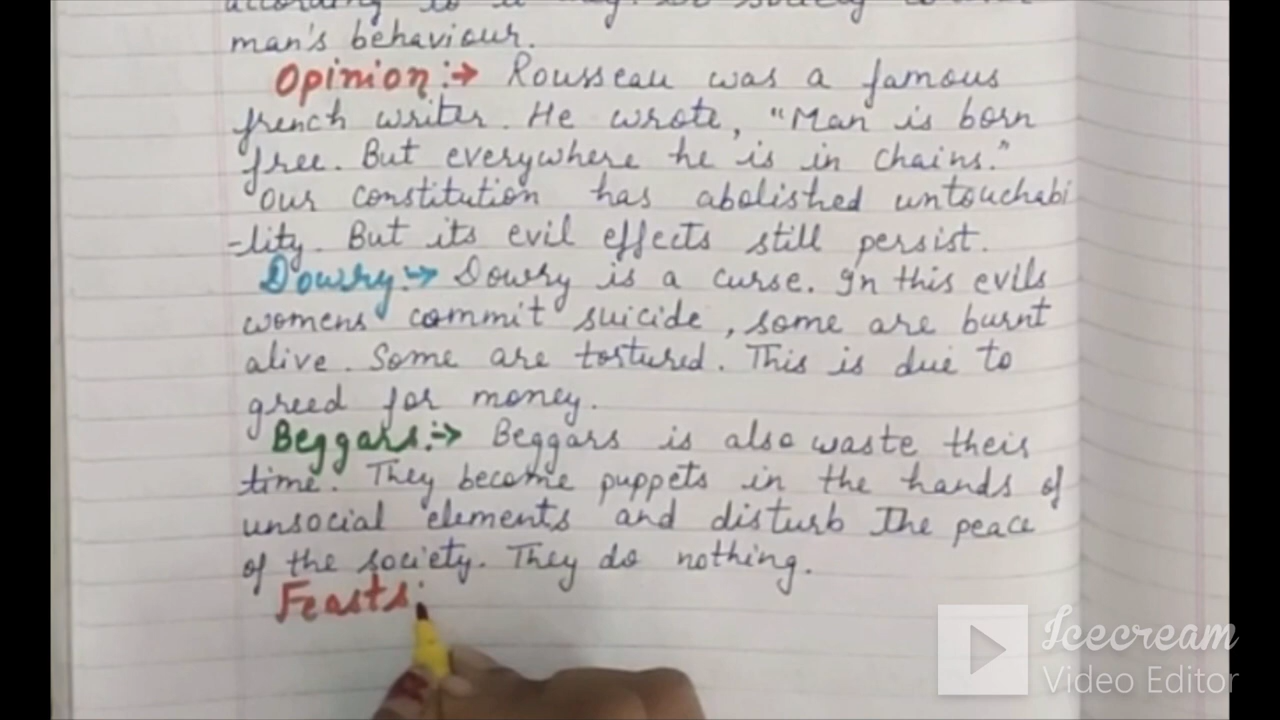 according to it may. 
man's behaviour.
Opinion :→ Rousseau was a famous
french writer. He wrote, "Man is born
free. But everywhere he is in chains."
Our constitution has abolished untouchabi
-lity. But its evil effects still persist.
Dowry :→ Dowry is a curse. In this evils
womens commit suicide, some are burnt
alive. Some are tortured. This is due to
greed for money.
Beggars :→ Beggars is also waste their
time. They become puppets in the hands of
unsocial elements and disturb The peace
of the society. They do nothing.
Feasts :
Icecream
Video Editor